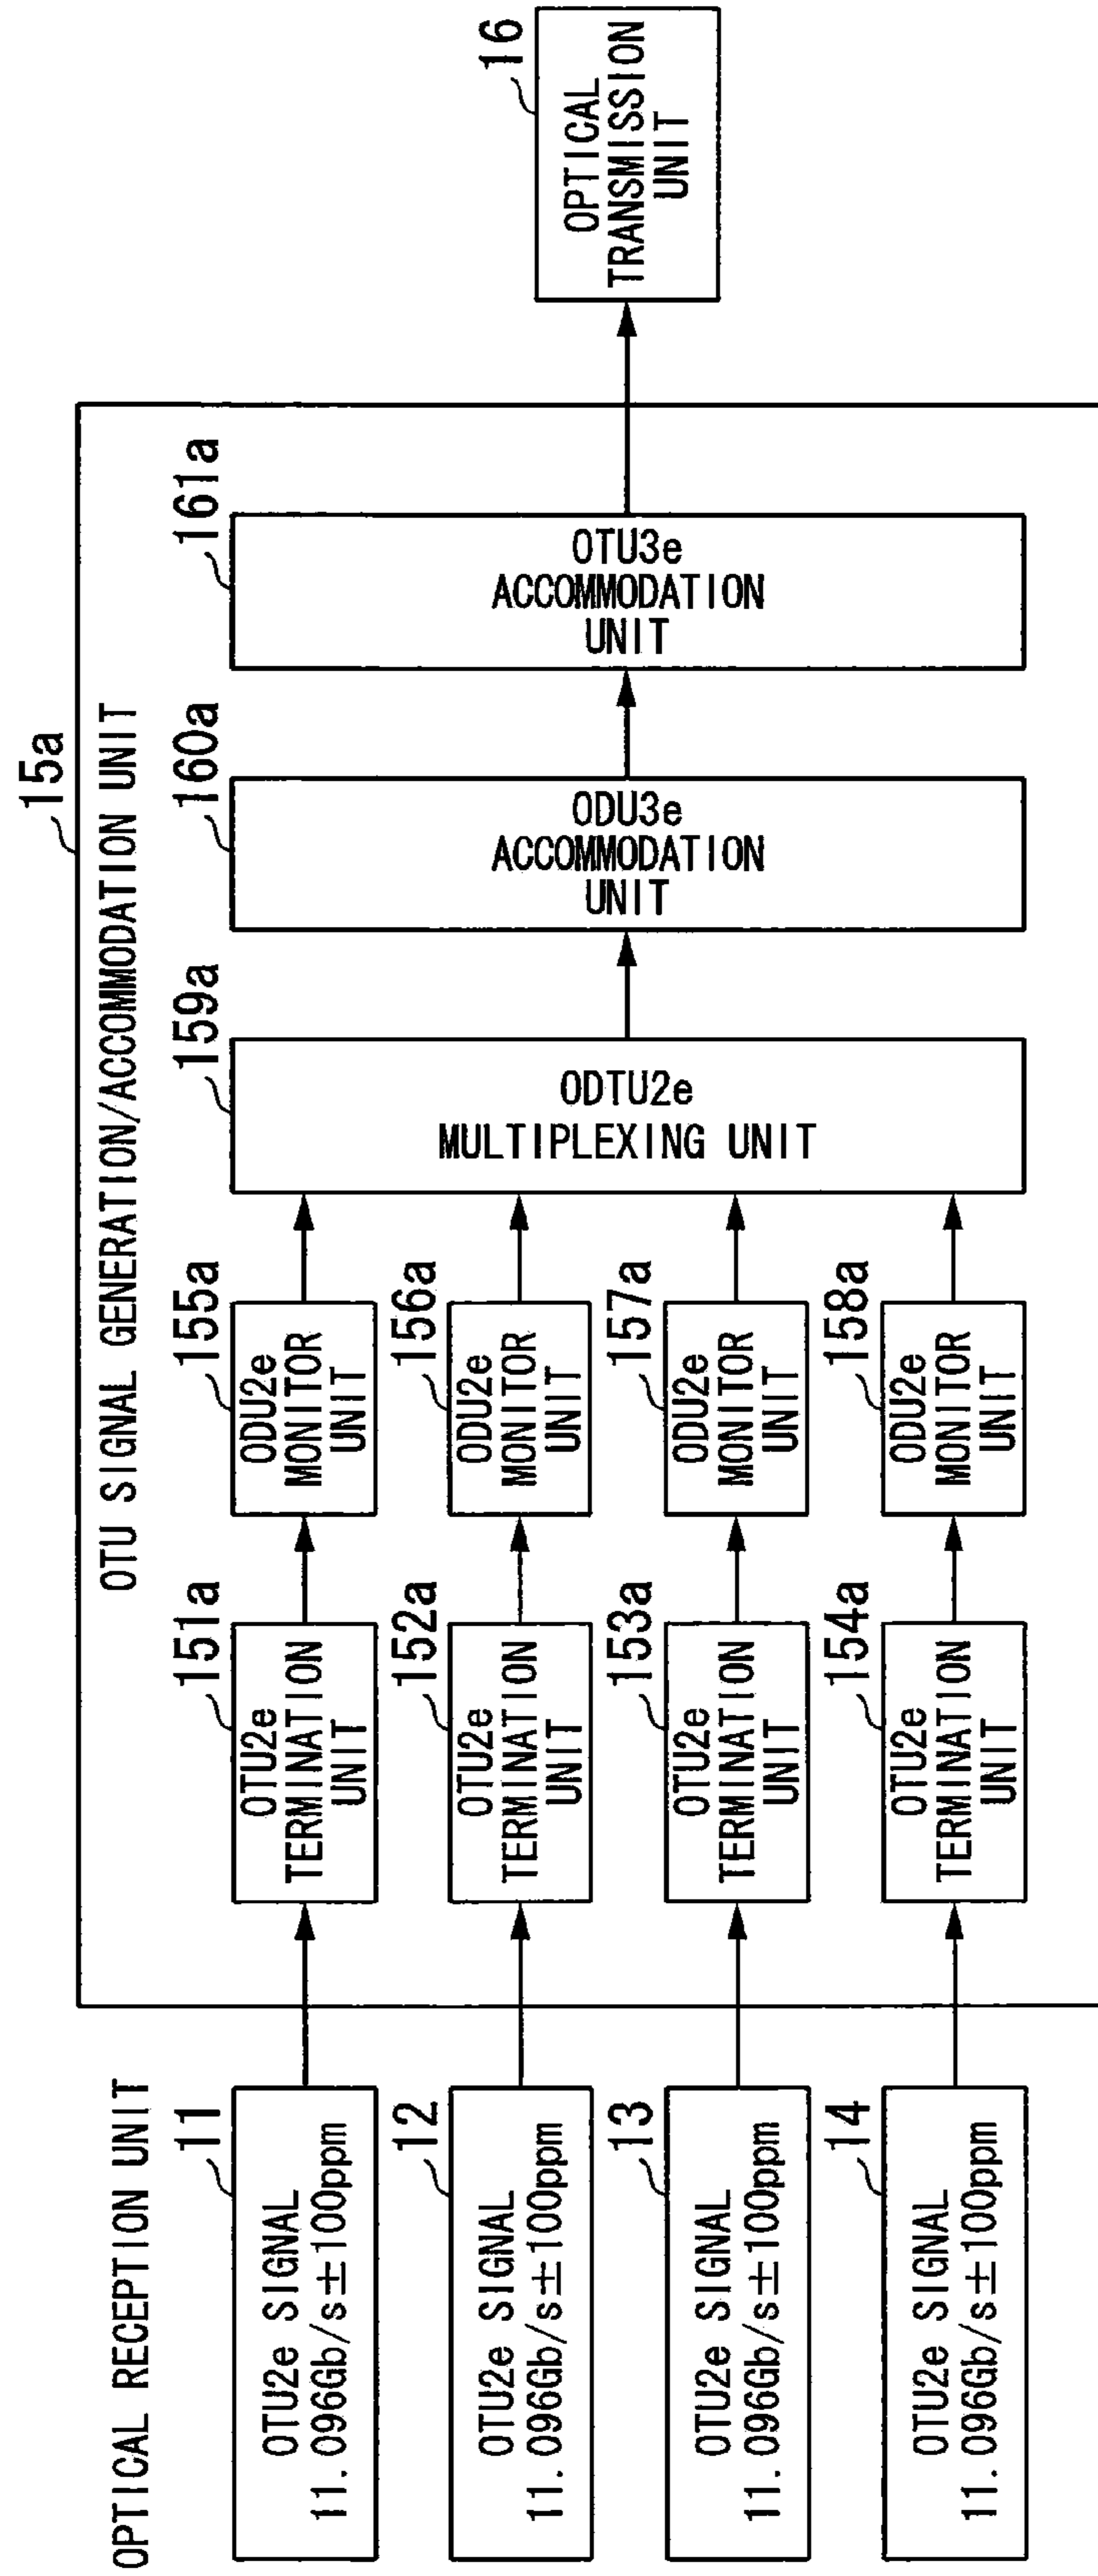 OPTICAL RECEPTION UNIT
11
OTU2e SIGNAL
11.096Gb/s±100ppm
12
OTU2e SIGNAL
11.096Gb/s±100ppm
13
OTU2e SIGNAL
11.096Gb/s±100ppm
14
OTU2e SIGNAL
11.096Gb/s±100ppm
15a
OTU SIGNAL GENERATION/ACCOMMODATION UNIT
151a
OTU2e
TERMINATION
UNIT
152a
OTU2e
TERMINATION
UNIT
153a
OTU2e
TERMINATION
UNIT
154a
OTU2e
TERMINATION
UNIT
155a
ODU2e
MONITOR
UNIT
156a
ODU2e
MONITOR
UNIT
157a
ODU2e
MONITOR
UNIT
158a
ODU2e
MONITOR
UNIT
159a
ODTU2e
MULTIPLEXING UNIT
160a
ODU3e
ACCOMMODATION
UNIT
161a
OTU3e
ACCOMMODATION
UNIT
16
OPTICAL
TRANSMISSION
UNIT